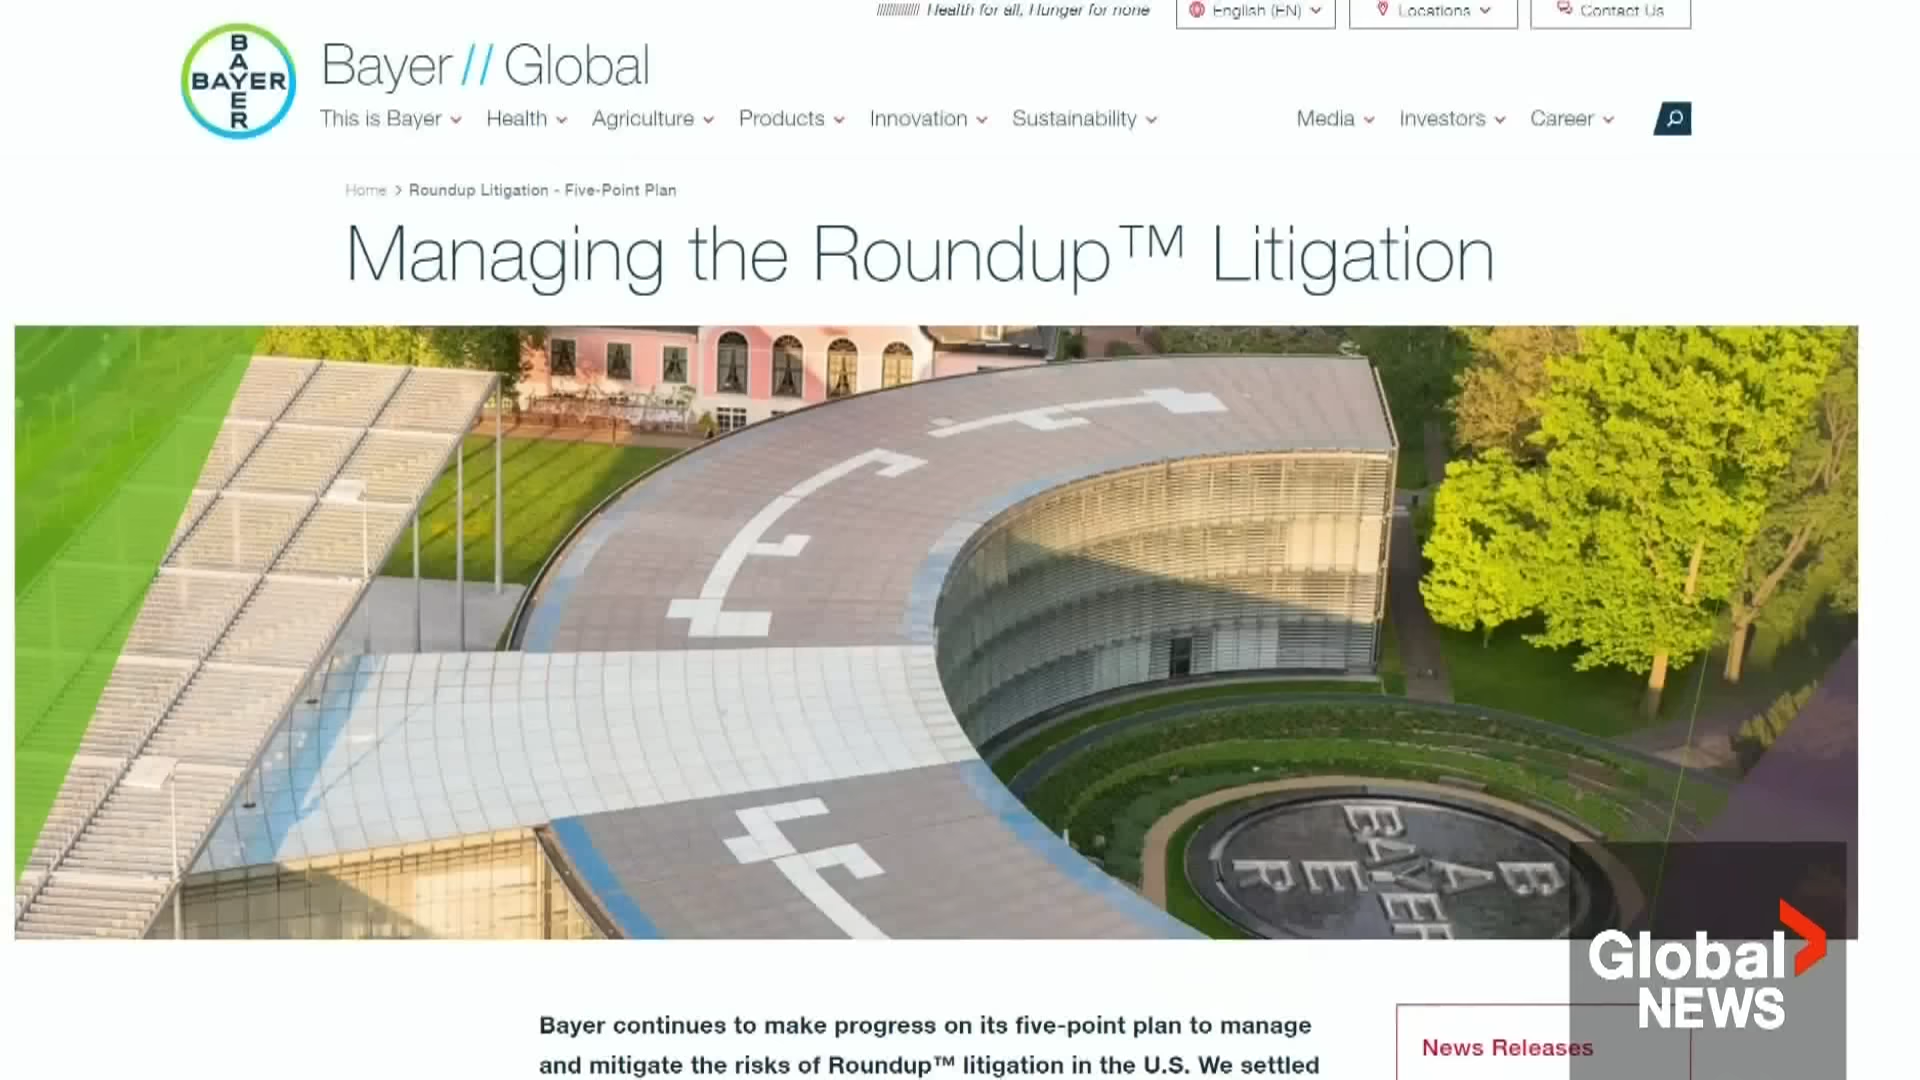 Health for all, Hunger for none
English (EN)
Locations
Contact Us
BAYER
BAYER
Bayer // Global
This is Bayer
Health
Agriculture
Products
Innovation
Sustainability
Media
Investors
Career
Home > Roundup Litigation - Five-Point Plan
Managing the Roundup™ Litigation
BAYER
BAYER
Bayer continues to make progress on its five-point plan to manage
and mitigate the risks of Roundup™ litigation in the U.S. We settled
News Releases
Global
NEWS